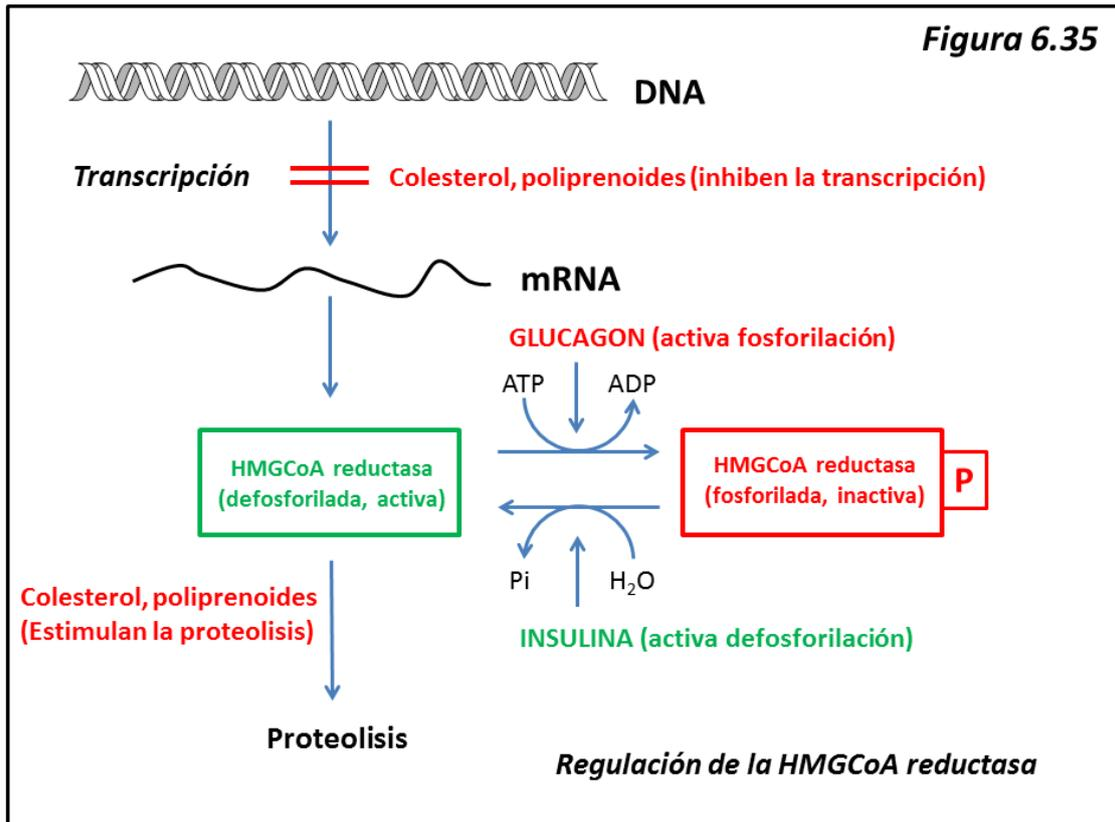 Figura 6.35
DNA
Transcripción
Colesterol, poliprenoides (inhiben la transcripción)
mRNA
GLUCAGON (activa fosforilación)
ATP
ADP
HMGCoA reductasa
(defosforilada, activa)
HMGCoA reductasa
(fosforilada, inactiva)
P
Pi
H₂O
INSULINA (activa defosforilación)
Colesterol, poliprenoides
(Estimulan la proteolisis)
Proteolisis
Regulación de la HMGCoA reductasa